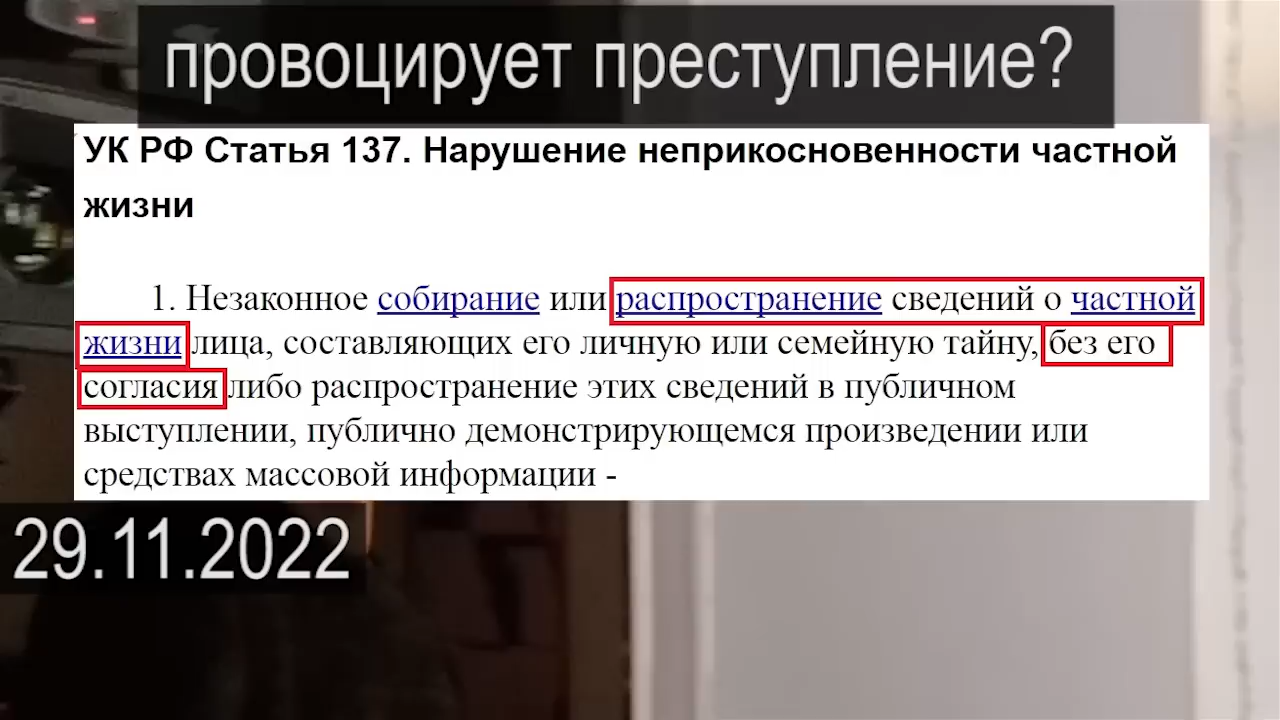 провоцирует преступление?
УК РФ Статья 137. Нарушение неприкосновенности частной
жизни
1. Незаконное собирание или распространение сведений о частной
жизни лица, составляющих его личную или семейную тайну, без его
согласия либо распространение этих сведений в публичном
выступлении, публично демонстрирующемся произведении или
средствах массовой информации -
29.11.2022